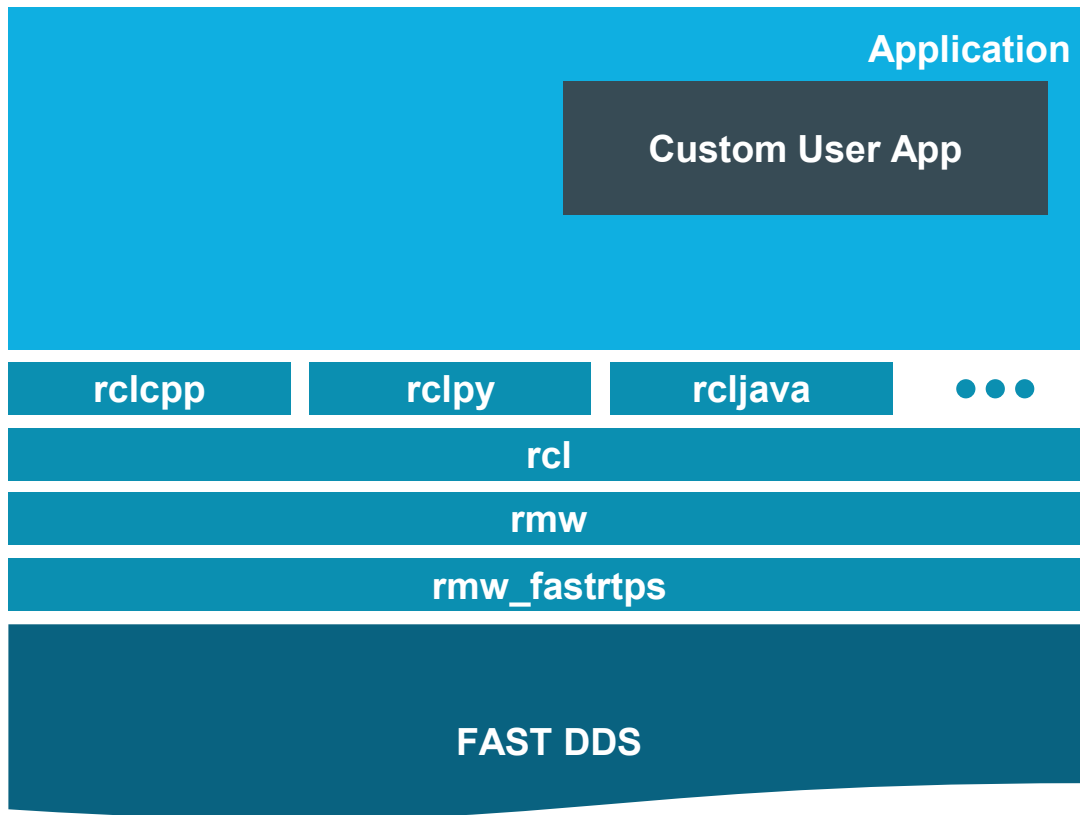 Application
Custom User App
rclcpp
rclpy
rcljava
rcl
rmw
rmw_fastrtps
FAST DDS